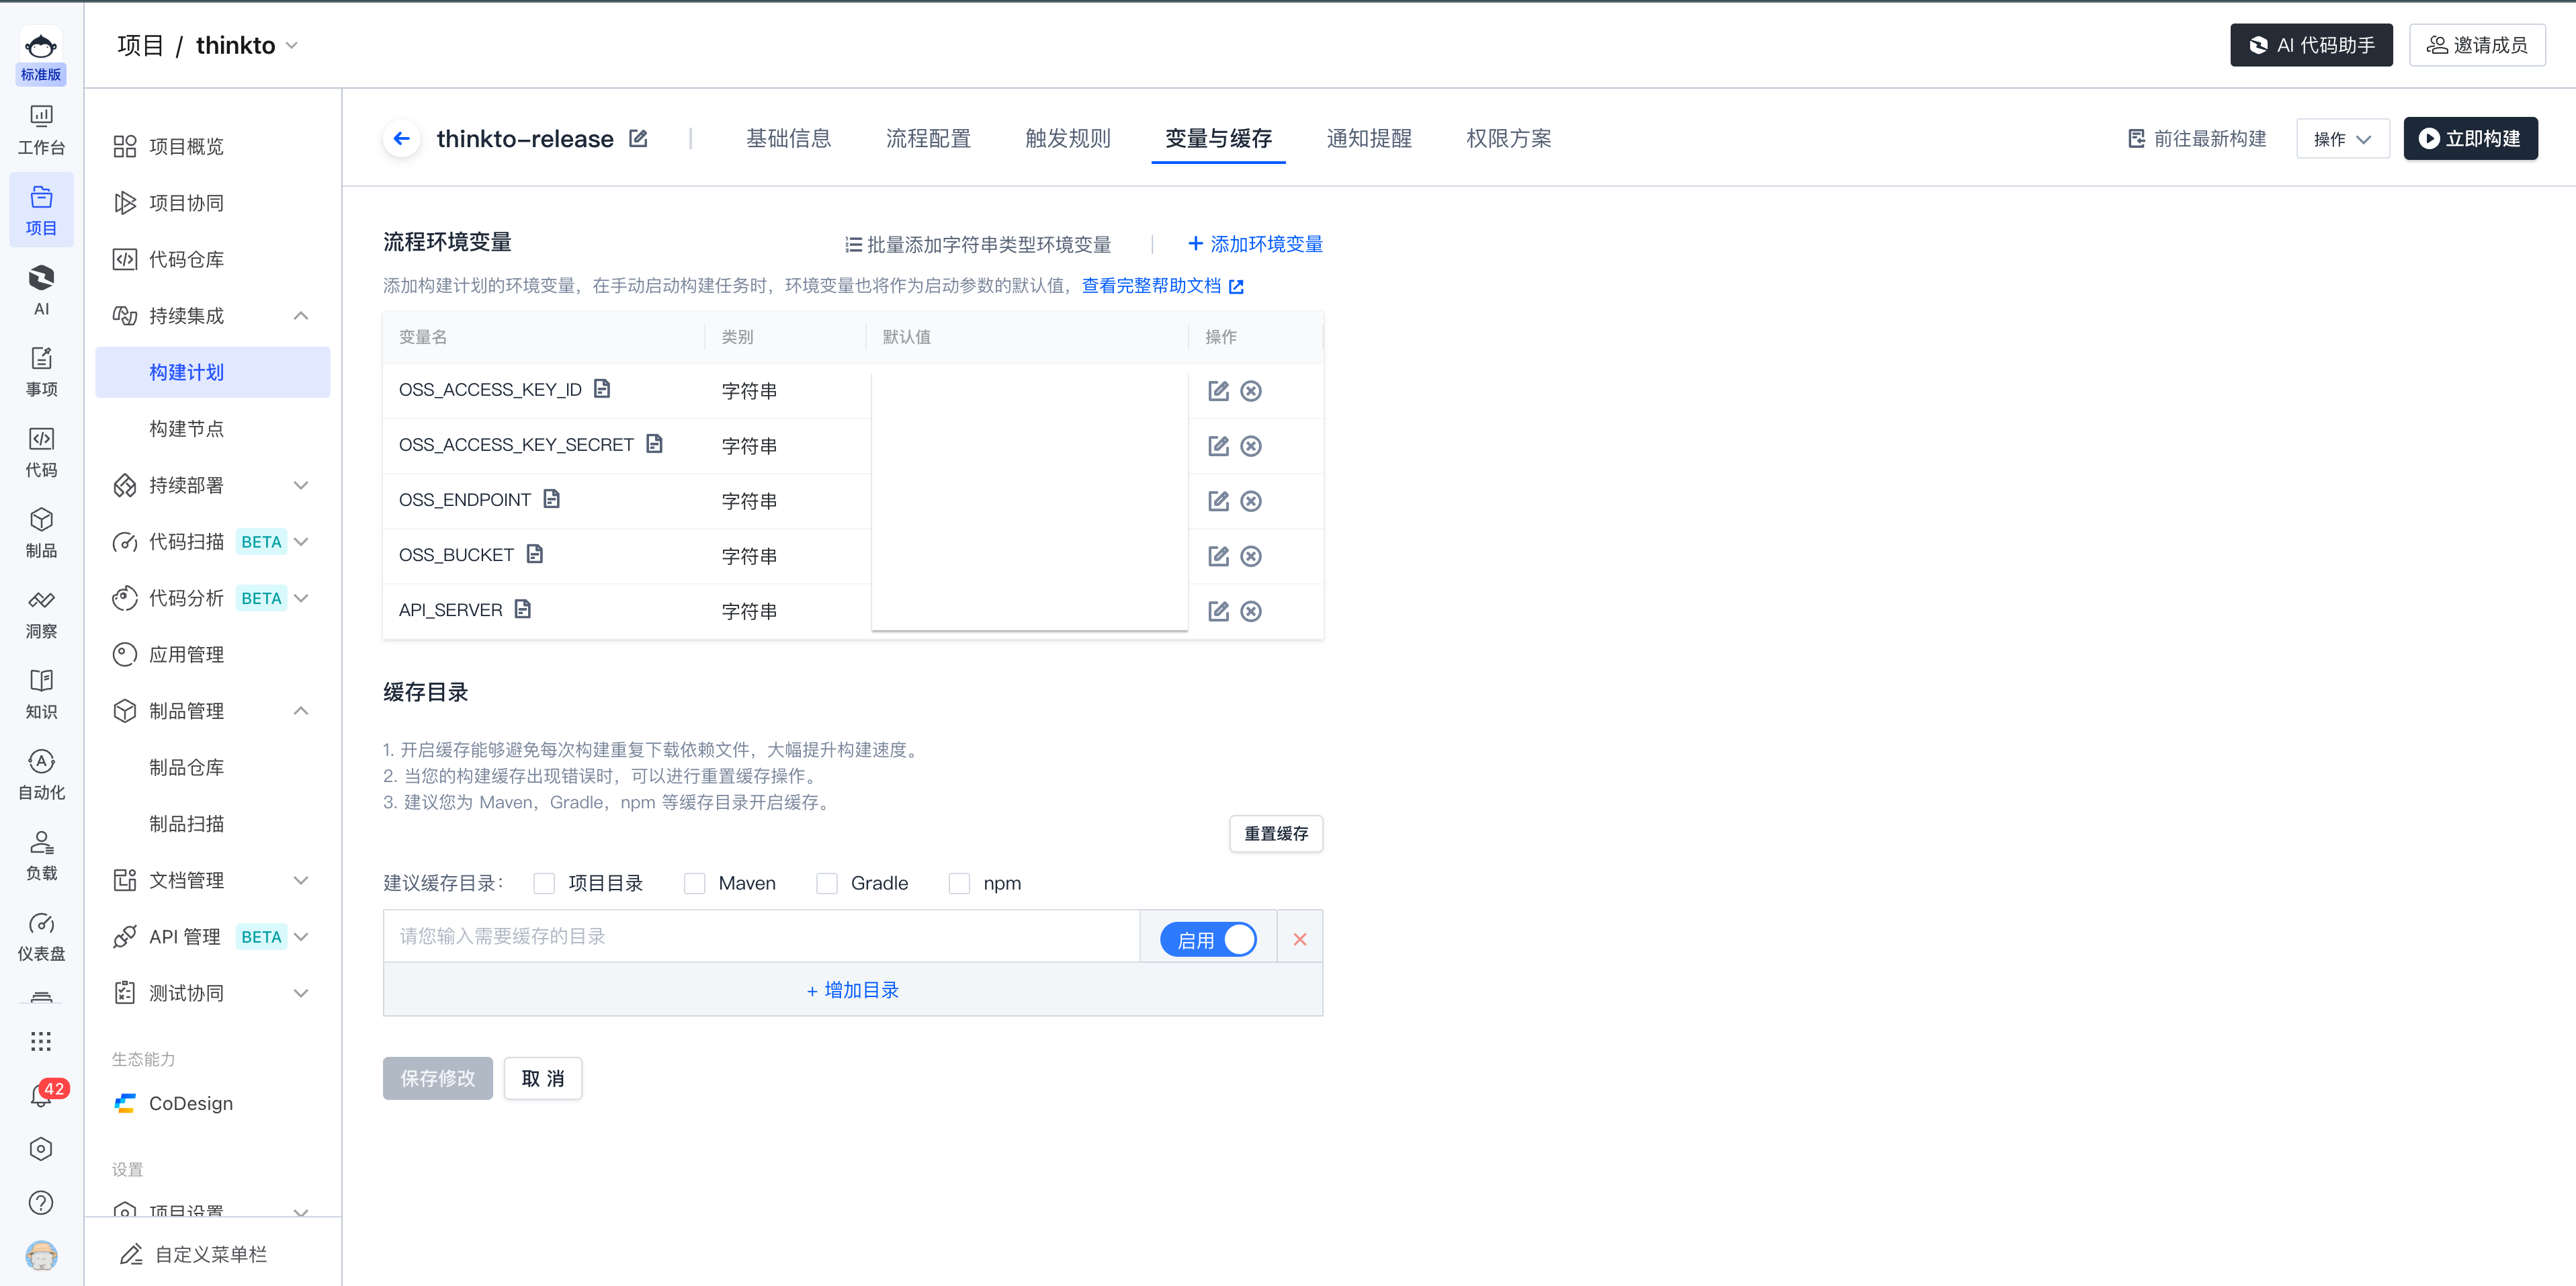 标准版
工作台
项目
AI
事项
代码
制品
洞察
知识
自动化
负载
仪表盘
42
项目 / thinkto
AI 代码助手
邀请成员
项目概览
项目协同
代码仓库
持续集成
构建计划
构建节点
持续部署
代码扫描 BETA
代码分析 BETA
应用管理
制品管理
制品仓库
制品扫描
文档管理
API 管理 BETA
测试协同
生态能力
CoDesign
设置
项目设置
自定义菜单栏
thinkto-release
基础信息 流程配置 触发规则 变量与缓存 通知提醒 权限方案
前往最新构建 操作 立即构建
流程环境变量 批量添加字符串类型环境变量 + 添加环境变量
添加构建计划的环境变量，在手动启动构建任务时，环境变量也将作为启动参数的默认值，查看完整帮助文档
变量名 类别 默认值 操作
OSS_ACCESS_KEY_ID 字符串
OSS_ACCESS_KEY_SECRET 字符串
OSS_ENDPOINT 字符串
OSS_BUCKET 字符串
API_SERVER 字符串
缓存目录
1. 开启缓存能够避免每次构建重复下载依赖文件，大幅提升构建速度。
2. 当您的构建缓存出现错误时，可以进行重置缓存操作。
3. 建议您为 Maven，Gradle，npm 等缓存目录开启缓存。
重置缓存
建议缓存目录： 项目目录 Maven Gradle npm
请您输入需要缓存的目录 启用
+ 增加目录
保存修改 取 消